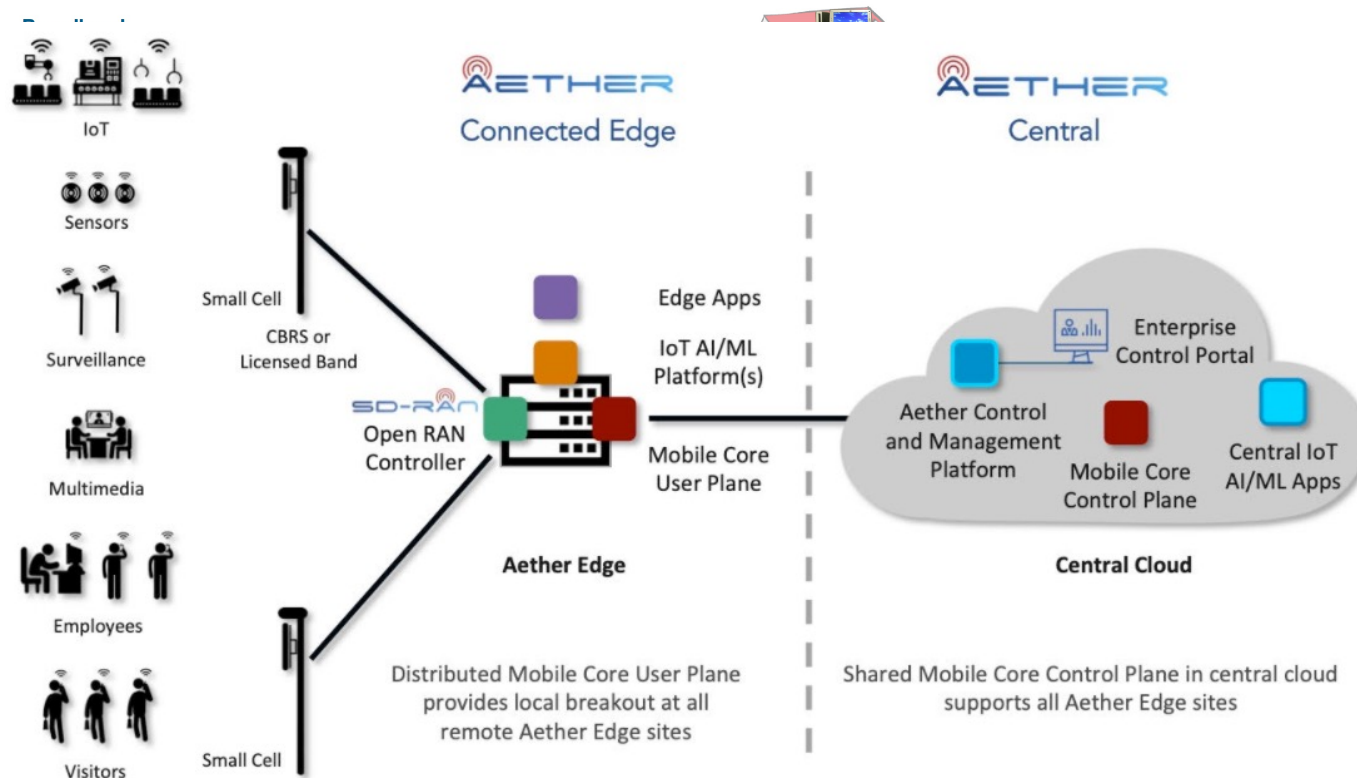 IoT
Sensors
Surveillance
Multimedia
Employees
Visitors
Small Cell
CBRS or
Licensed Band
Small Cell
AETHER
Connected Edge
SD-RAN
Open RAN
Controller
Edge Apps
IoT AI/ML
Platform(s)
Mobile Core
User Plane
Aether Edge
Distributed Mobile Core User Plane
provides local breakout at all
remote Aether Edge sites
AETHER
Central
Enterprise
Control Portal
Aether Control
and Management
Platform
Mobile Core
Control Plane
Central IoT
AI/ML Apps
Central Cloud
Shared Mobile Core Control Plane in central cloud
supports all Aether Edge sites